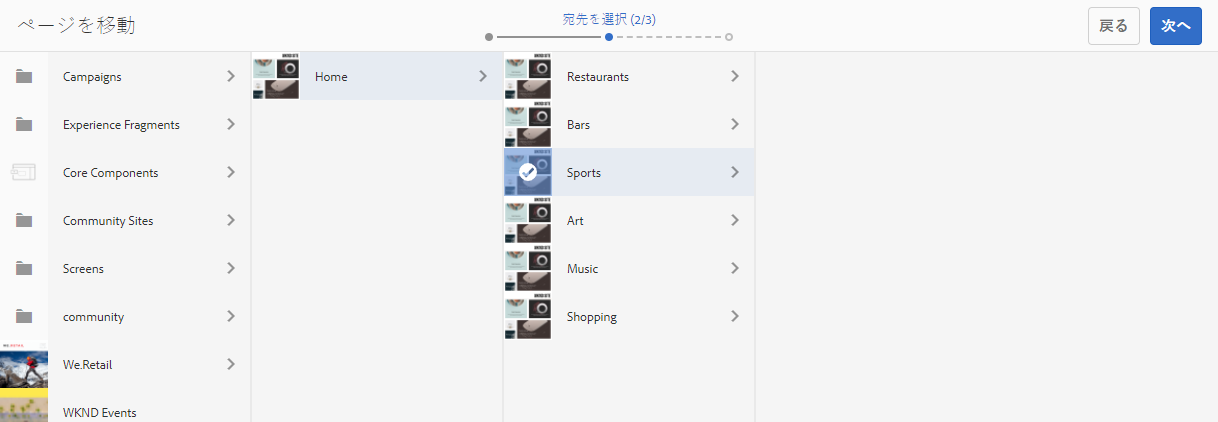 ページを移動
宛先を選択 (2/3)
戻る
次へ
Campaigns
Experience Fragments
Core Components
Community Sites
Screens
community
We.Retail
WKND Events
Home
Restaurants
Bars
Sports
Art
Music
Shopping